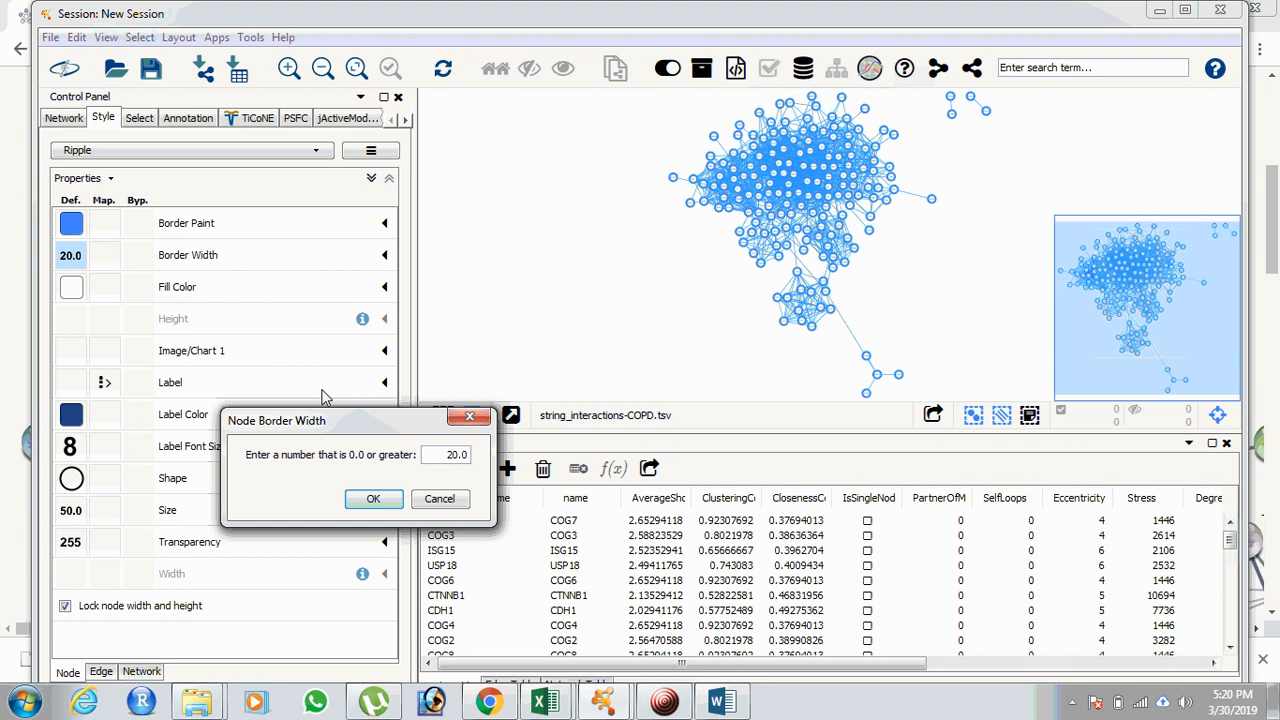 Session: New Session
File Edit View Select Layout Apps Tools Help
Enter search term...
Control Panel
Network Style Select Annotation TiCoNE PSFC jActiveMod...
Ripple
Properties
Def. Map. Byp.
Border Paint
20.0 Border Width
Fill Color
Height
Image/Chart 1
Label
Label Color
8 Label Font Siz
Shape
50.0 Size
255 Transparency
Width
Lock node width and height
Node Edge Network
Node Border Width
Enter a number that is 0.0 or greater: 20.0
OK Cancel
string_interactions-COPD.tsv
0 0
0 0
f(x)
name AverageSho ClusteringCo ClosenessCo IsSingleNod PartnerOfM SelfLoops Eccentricity Stress Degre
COG7 2.65294118 0.92307692 0.37694013 0 0 4 1446
COG3 COG3 2.58823529 0.8021978 0.38636364 0 0 4 2614
ISG15 ISG15 2.52352941 0.65666667 0.3962704 0 0 6 2106
USP18 USP18 2.49411765 0.743083 0.4009434 0 0 6 2532
COG6 COG6 2.65294118 0.92307692 0.37694013 0 0 4 1446
CTNNB1 CTNNB1 2.13529412 0.52822581 0.46831956 0 0 5 10694
CDH1 CDH1 2.02941176 0.57752489 0.49275362 0 0 5 7736
COG4 COG4 2.65294118 0.92307692 0.37694013 0 0 4 1446
COG2 COG2 2.56470588 0.8021978 0.38990826 0 0 4 3282
5:20 PM
3/30/2019